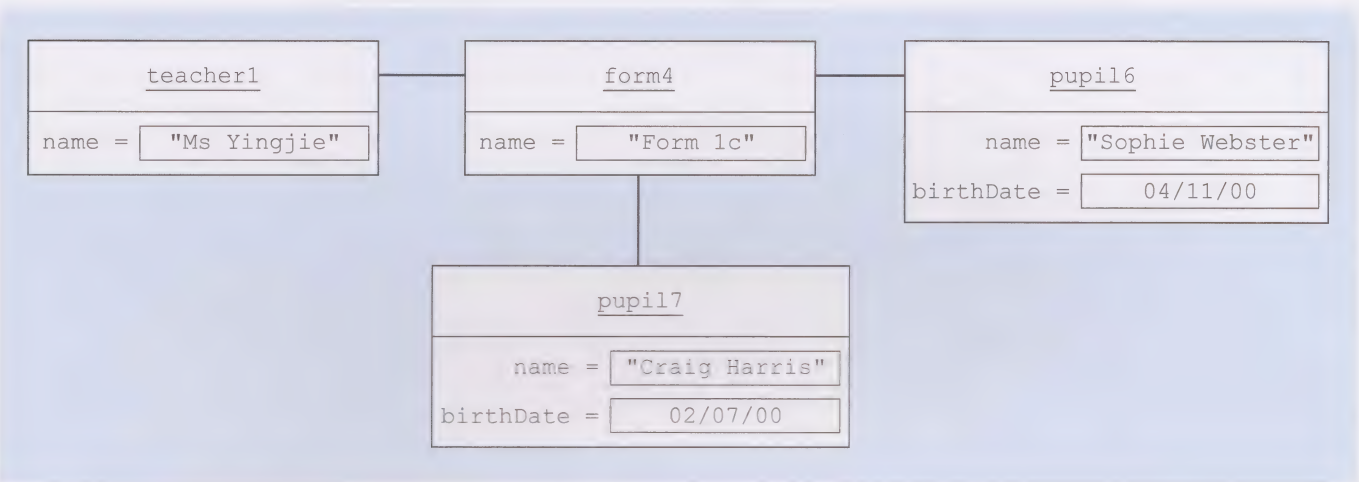 teacher1
name = "Ms Yingjie"
form4
name = "Form 1c"
pupil6
name = "Sophie Webster"
birthDate = 04/11/00
pupil7
name = "Craig Harris"
birthDate = 02/07/00